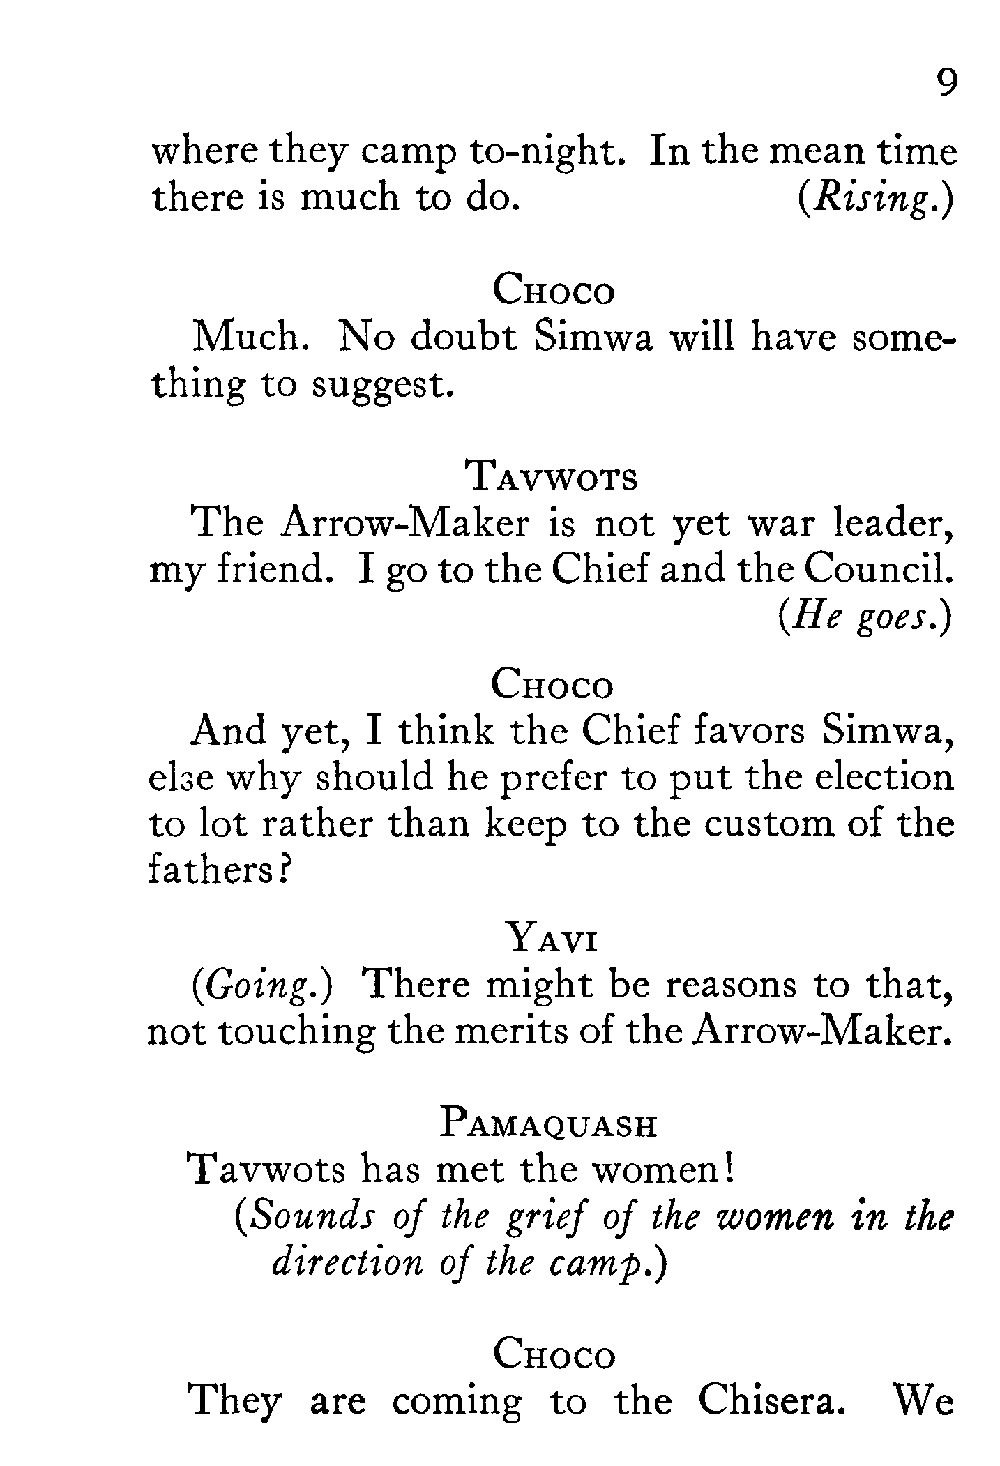 9
where they camp to-night. In the mean time
there is much to do. (Rising.)
Choco
Much. No doubt Simwa will have some-
thing to suggest.
Tavwots
The Arrow-Maker is not yet war leader,
my friend. I go to the Chief and the Council.
(He goes.)
Choco
And yet, I think the Chief favors Simwa,
else why should he prefer to put the election
to lot rather than keep to the custom of the
fathers?
Yavi
(Going.) There might be reasons to that,
not touching the merits of the Arrow-Maker.
Pamaquash
Tavwots has met the women!
(Sounds of the grief of the women in the
direction of the camp.)
Choco
They are coming to the Chisera. We